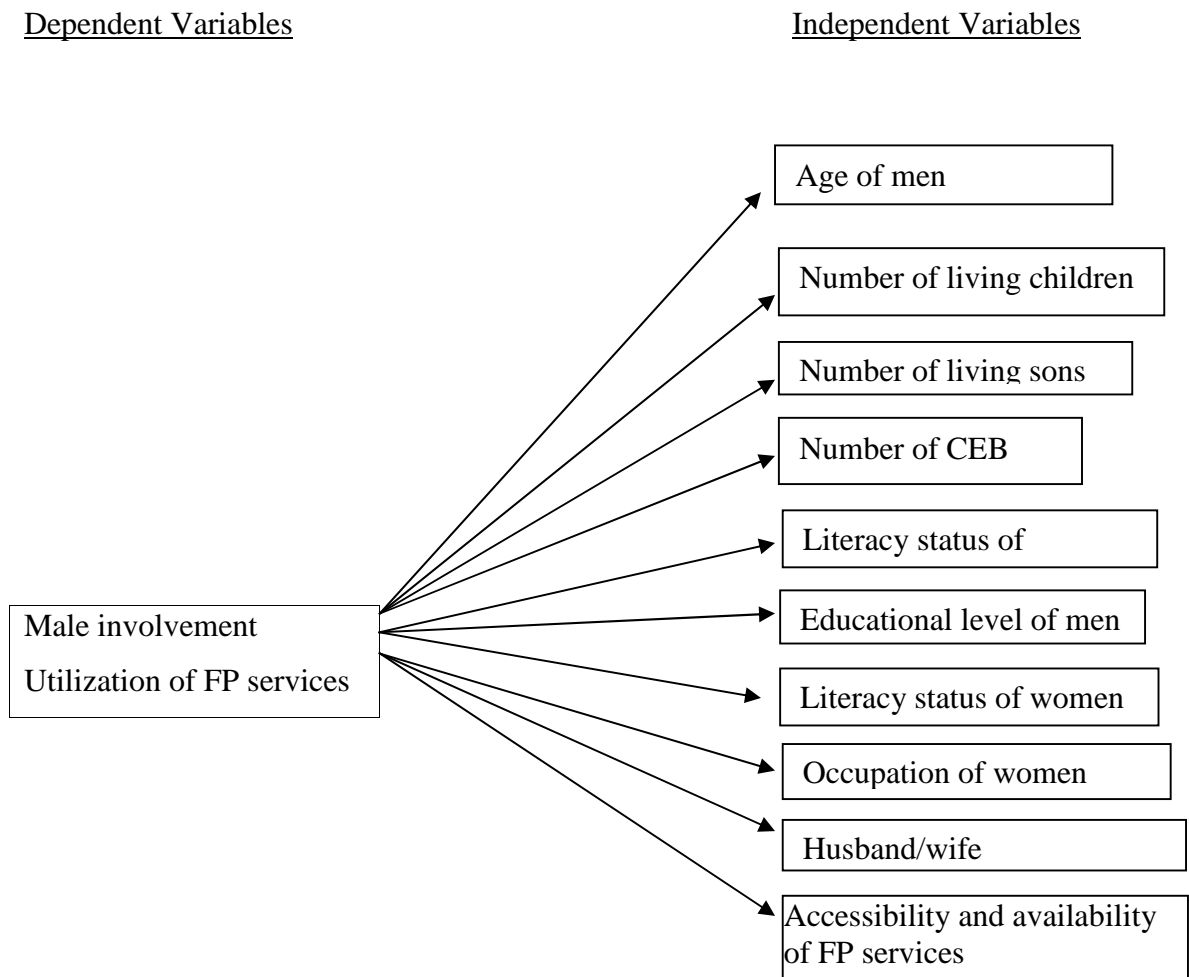 Dependent Variables
Independent Variables
Age of men
Number of living children
Number of living sons
Number of CEB
Literacy status of
Educational level of men
Male involvement
Utilization of FP services
Literacy status of women
Occupation of women
Husband/wife
Accessibility and availability
of FP services